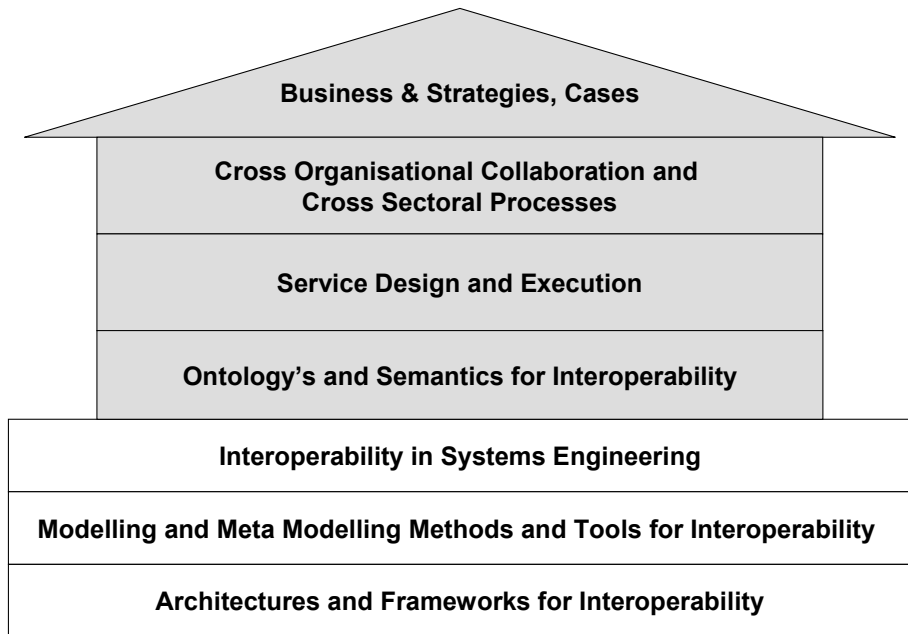 Business & Strategies, Cases
Cross Organisational Collaboration and
Cross Sectoral Processes
Service Design and Execution
Ontology's and Semantics for Interoperability
Interoperability in Systems Engineering
Modelling and Meta Modelling Methods and Tools for Interoperability
Architectures and Frameworks for Interoperability